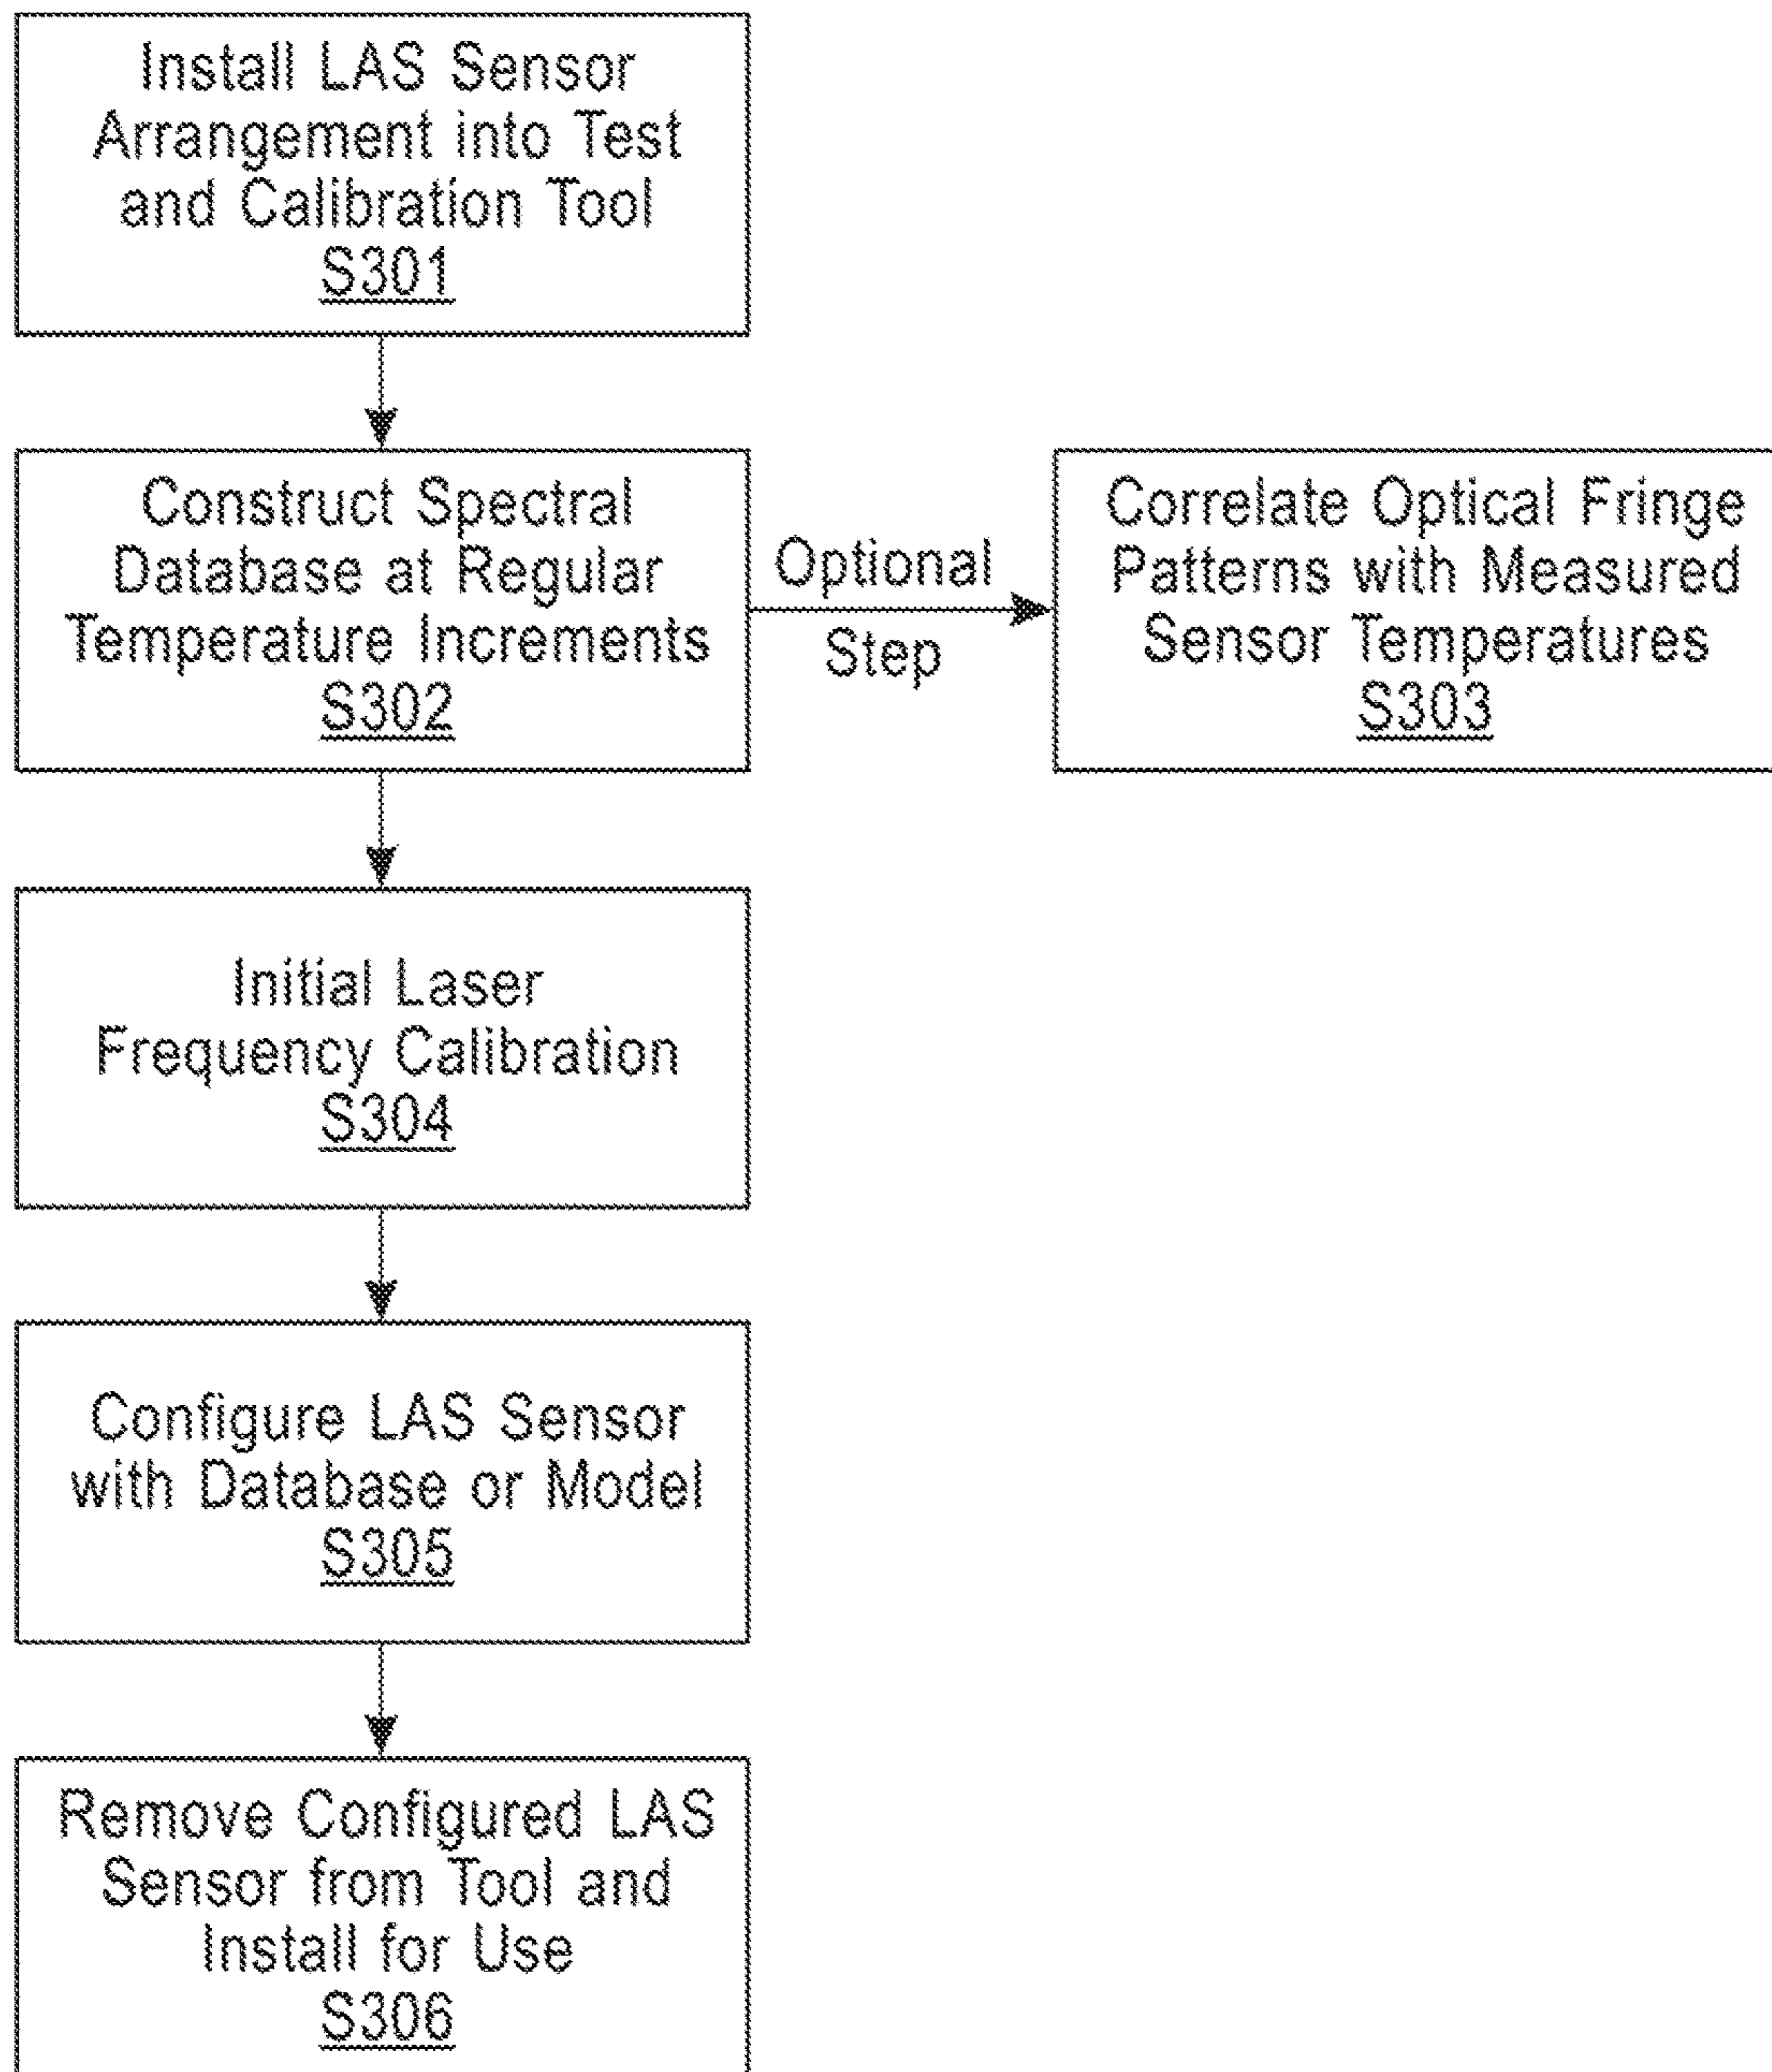 Install LAS Sensor
Arrangement into Test
and Calibration Tool
S301
Construct Spectral
Database at Regular
Temperature Increments
S302
Optional
Step
Correlate Optical Fringe
Patterns with Measured
Sensor Temperatures
S303
Initial Laser
Frequency Calibration
S304
Configure LAS Sensor
with Database or Model
S305
Remove Configured LAS
Sensor from Tool and
Install for Use
S306